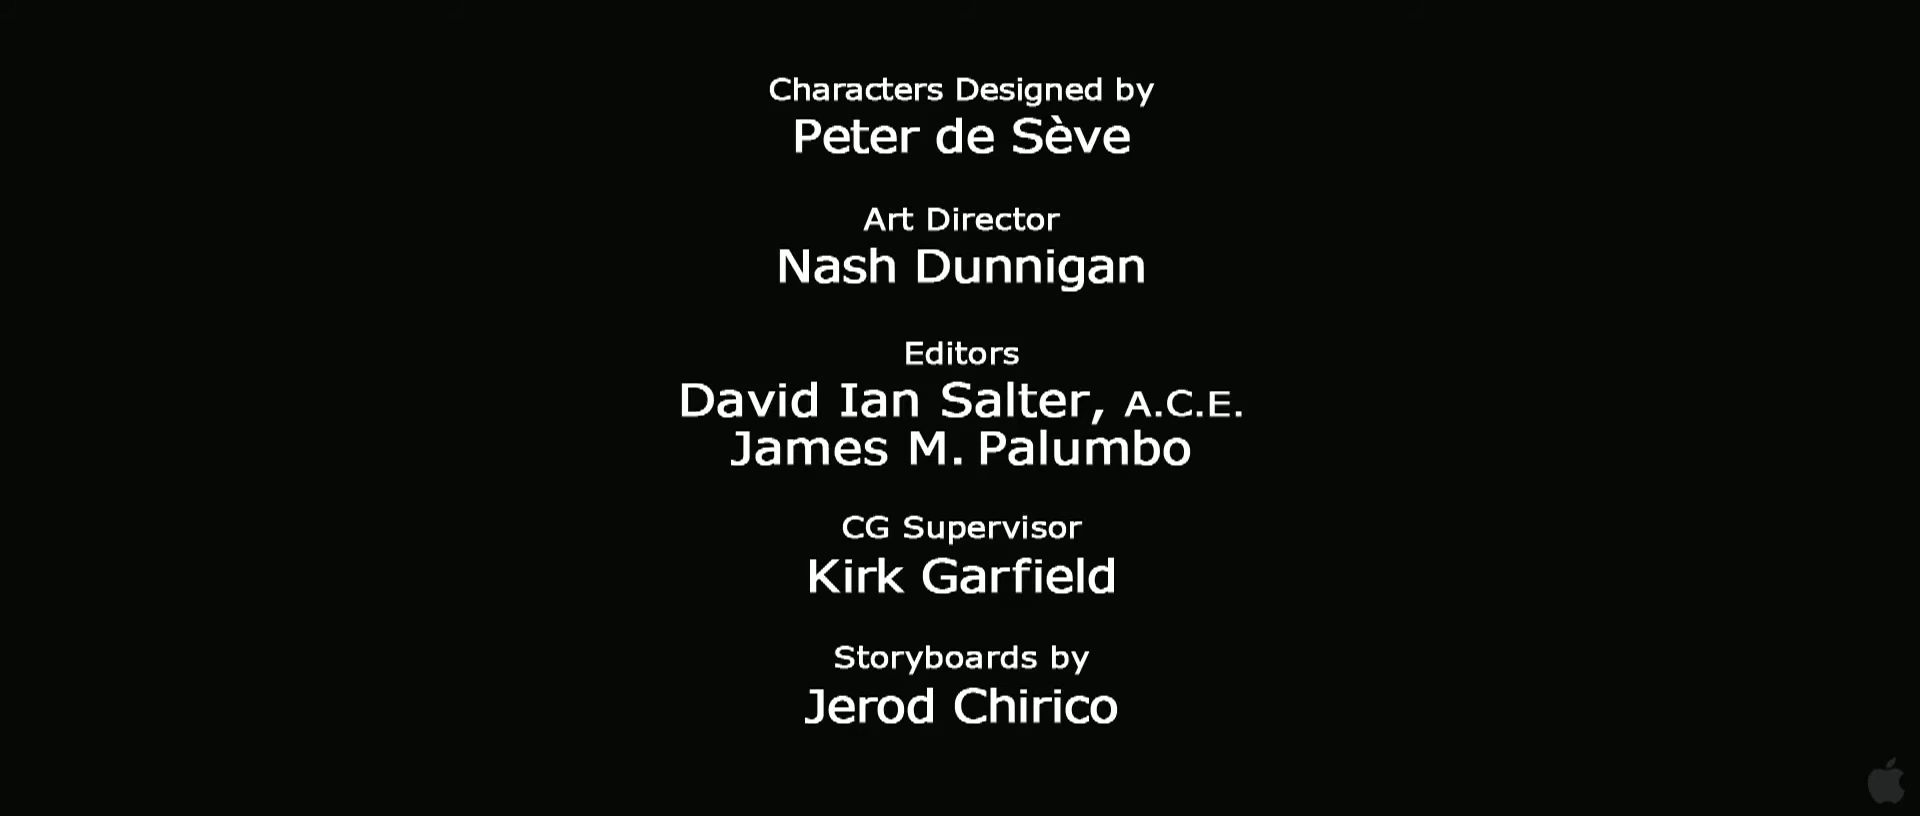 Characters Designed by
Peter de Sève
Art Director
Nash Dunnigan
Editors
David Ian Salter, A.C.E.
James M. Palumbo
CG Supervisor
Kirk Garfield
Storyboards by
Jerod Chirico